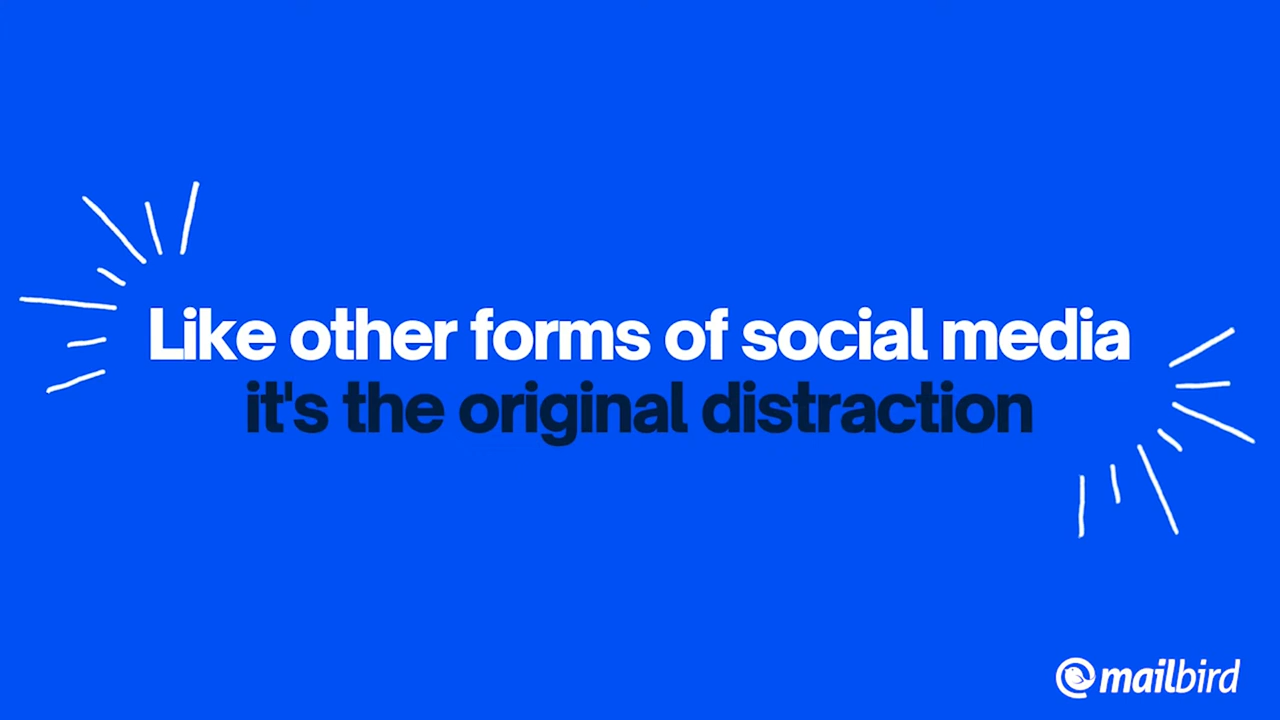 Like other forms of social media
it's the original distraction
mailbird